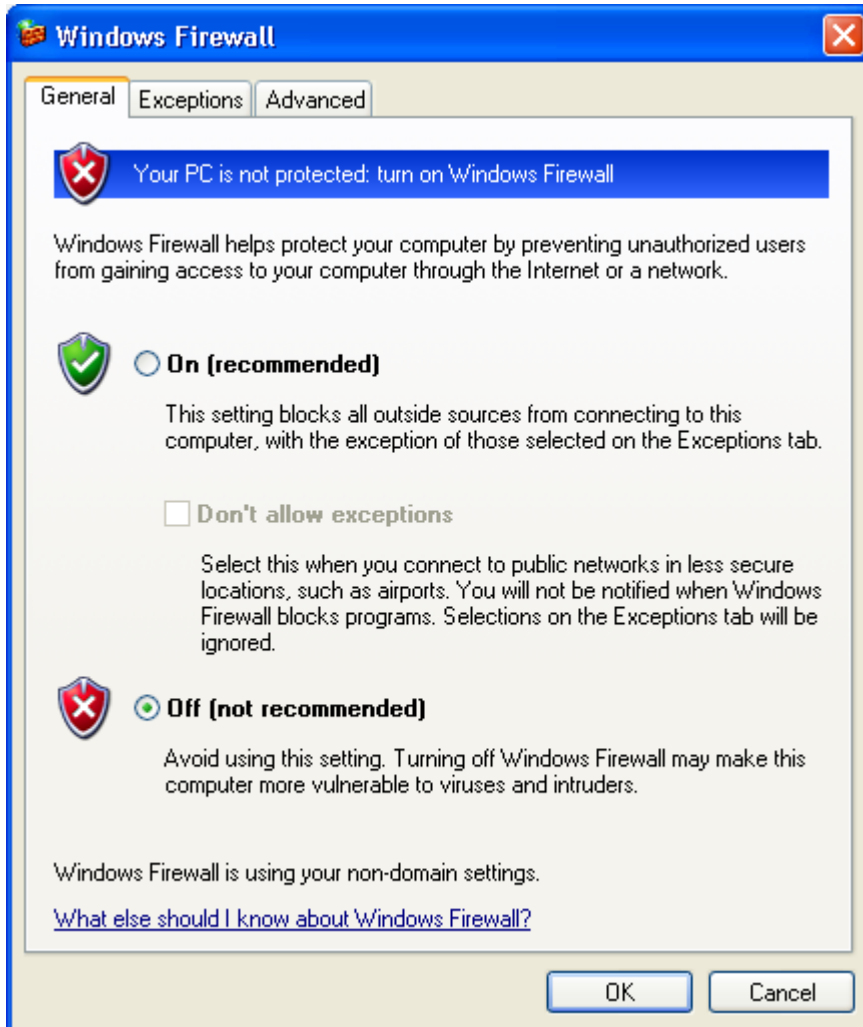 Windows Firewall
General Exceptions Advanced
Your PC is not protected: turn on Windows Firewall
Windows Firewall helps protect your computer by preventing unauthorized users
from gaining access to your computer through the Internet or a network.
On (recommended)
This setting blocks all outside sources from connecting to this
computer, with the exception of those selected on the Exceptions tab.
Don't allow exceptions
Select this when you connect to public networks in less secure
locations, such as airports. You will not be notified when Windows
Firewall blocks programs. Selections on the Exceptions tab will be
ignored.
Off (not recommended)
Avoid using this setting. Turning off Windows Firewall may make this
computer more vulnerable to viruses and intruders.
Windows Firewall is using your non-domain settings.
What else should I know about Windows Firewall?
OK Cancel